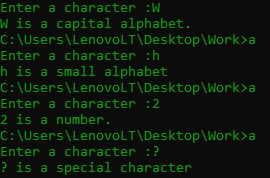 Enter a character :W
W is a capital alphabet.
C:\Users\LenovoLT\Desktop\Work>a
Enter a character :h
h is a small alphabet
C:\Users\LenovoLT\Desktop\Work>a
Enter a character :2
2 is a number.
C:\Users\LenovoLT\Desktop\Work>a
Enter a character :?
? is a special character